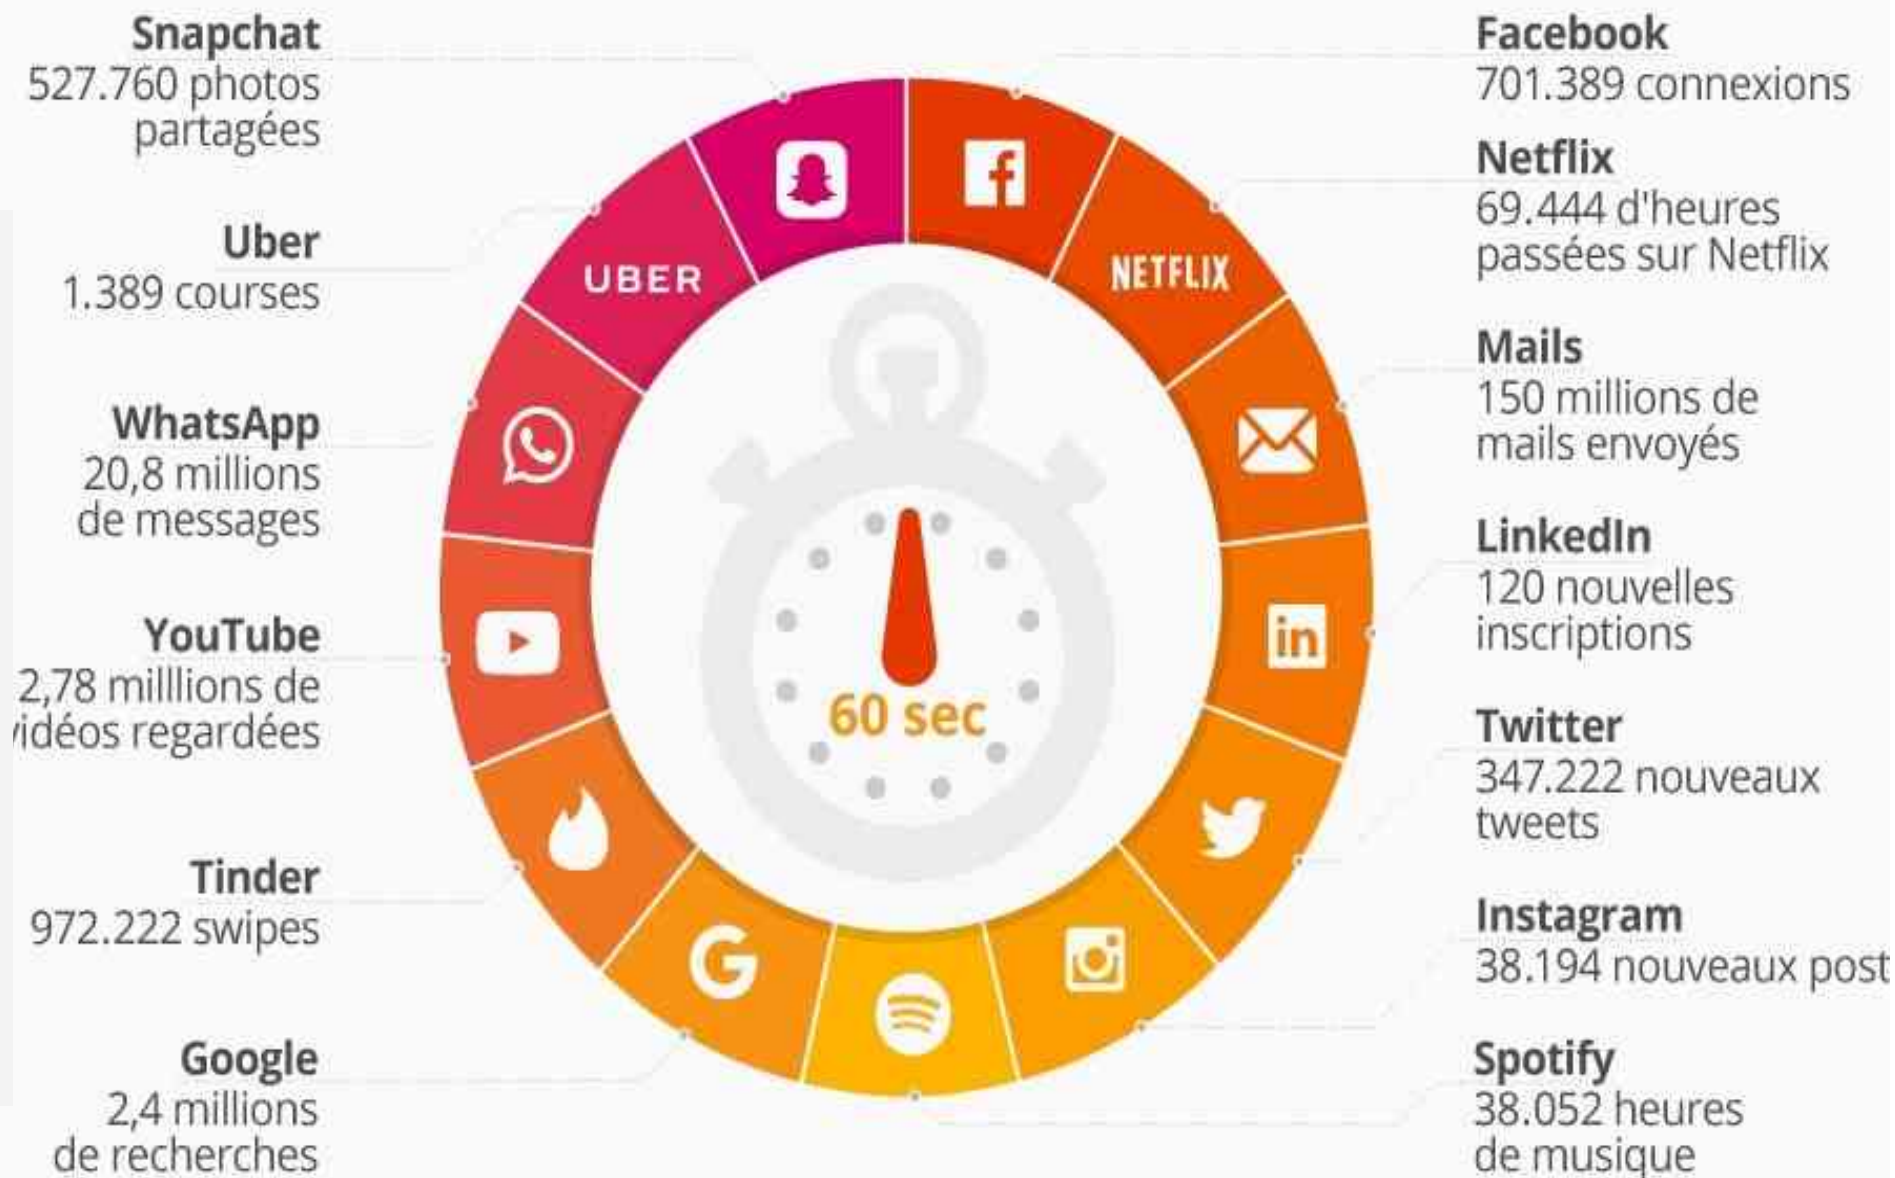 Snapchat
527.760 photos
partagées
Uber
1.389 courses
WhatsApp
20,8 millions
de messages
YouTube
2,78 milllions de
vidéos regardées
Tinder
972.222 swipes
Google
2,4 millions
de recherches
UBER
NETFLIX
in
60 sec
Facebook
701.389 connexions
Netflix
69.444 d'heures
passées sur Netflix
Mails
150 millions de
mails envoyés
LinkedIn
120 nouvelles
inscriptions
Twitter
347.222 nouveaux
tweets
Instagram
38.194 nouveaux post
Spotify
38.052 heures
de musique